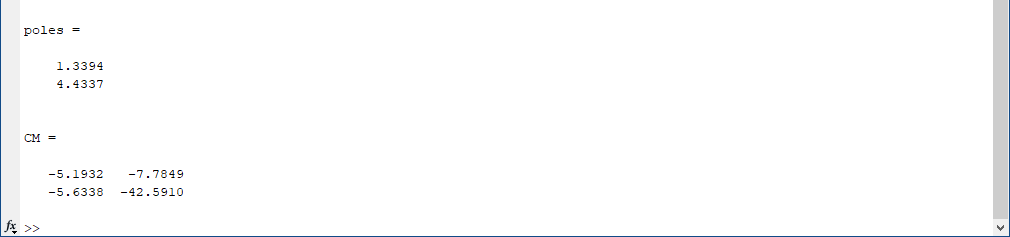 poles =
1.3394
4.4337
CM =
-5.1932 -7.7849
-5.6338 -42.5910
fx >>